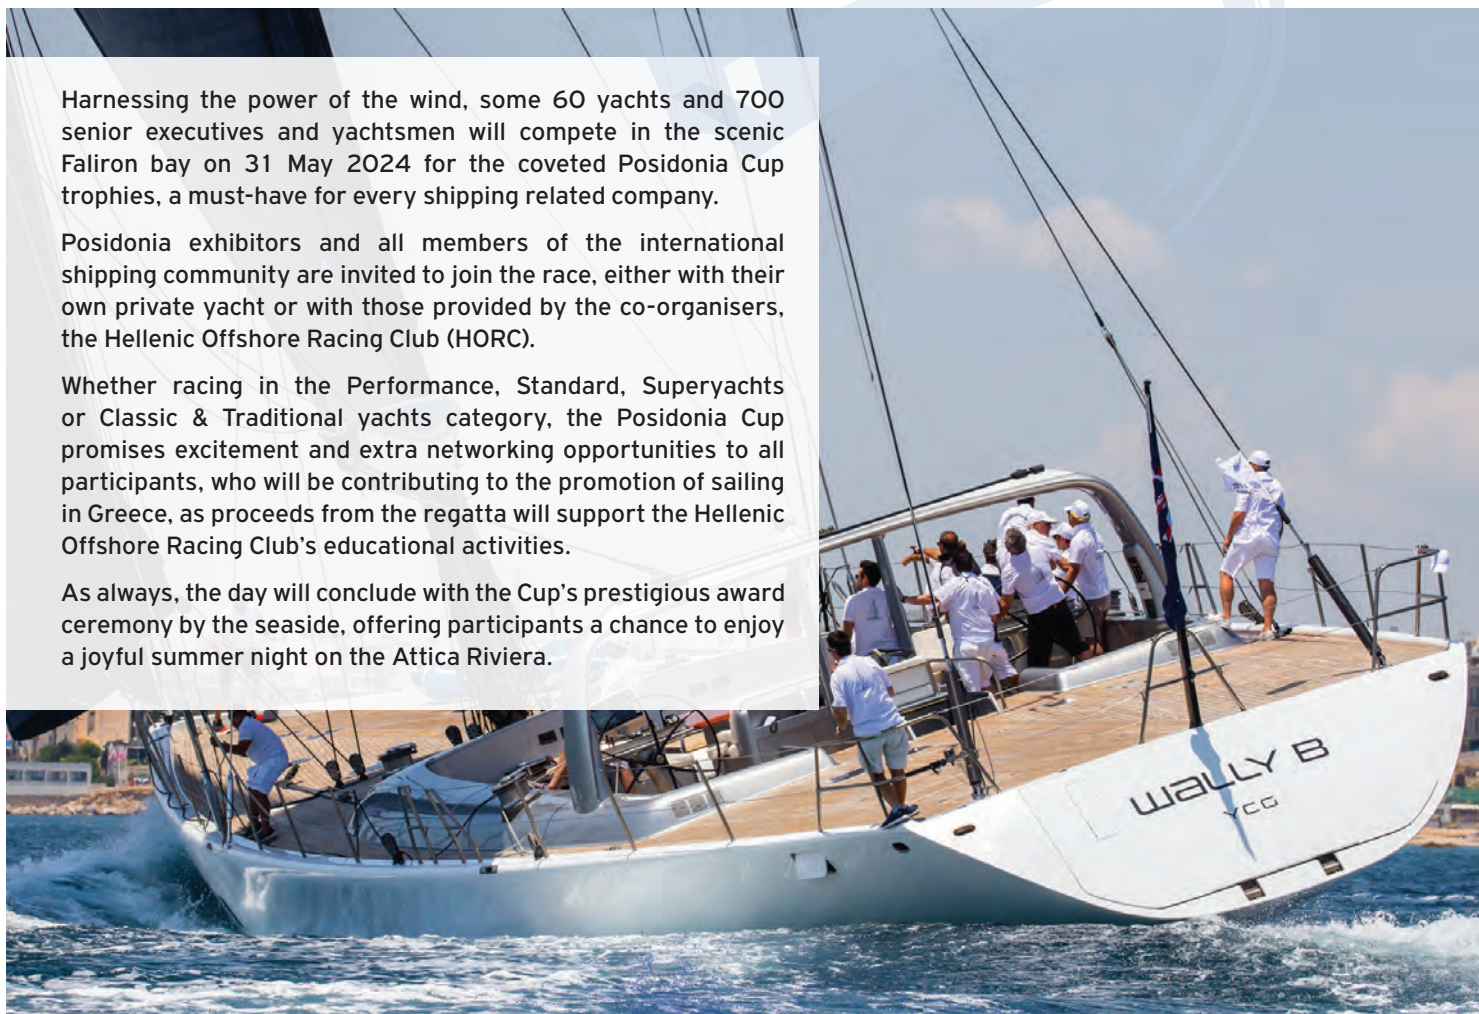 Harnessing the power of the wind, some 60 yachts and 700
senior executives and yachtsmen will compete in the scenic
Faliron bay on 31 May 2024 for the coveted Posidonia Cup
trophies, a must-have for every shipping related company.
Posidonia exhibitors and all members of the international
shipping community are invited to join the race, either with their
own private yacht or with those provided by the co-organisers,
the Hellenic Offshore Racing Club (HORC).
Whether racing in the Performance, Standard, Superyachts
or Classic & Traditional yachts category, the Posidonia Cup
promises excitement and extra networking opportunities to all
participants, who will be contributing to the promotion of sailing
in Greece, as proceeds from the regatta will support the Hellenic
Offshore Racing Club’s educational activities.
As always, the day will conclude with the Cup’s prestigious award
ceremony by the seaside, offering participants a chance to enjoy
a joyful summer night on the Attica Riviera.
WaLLY B
YCG